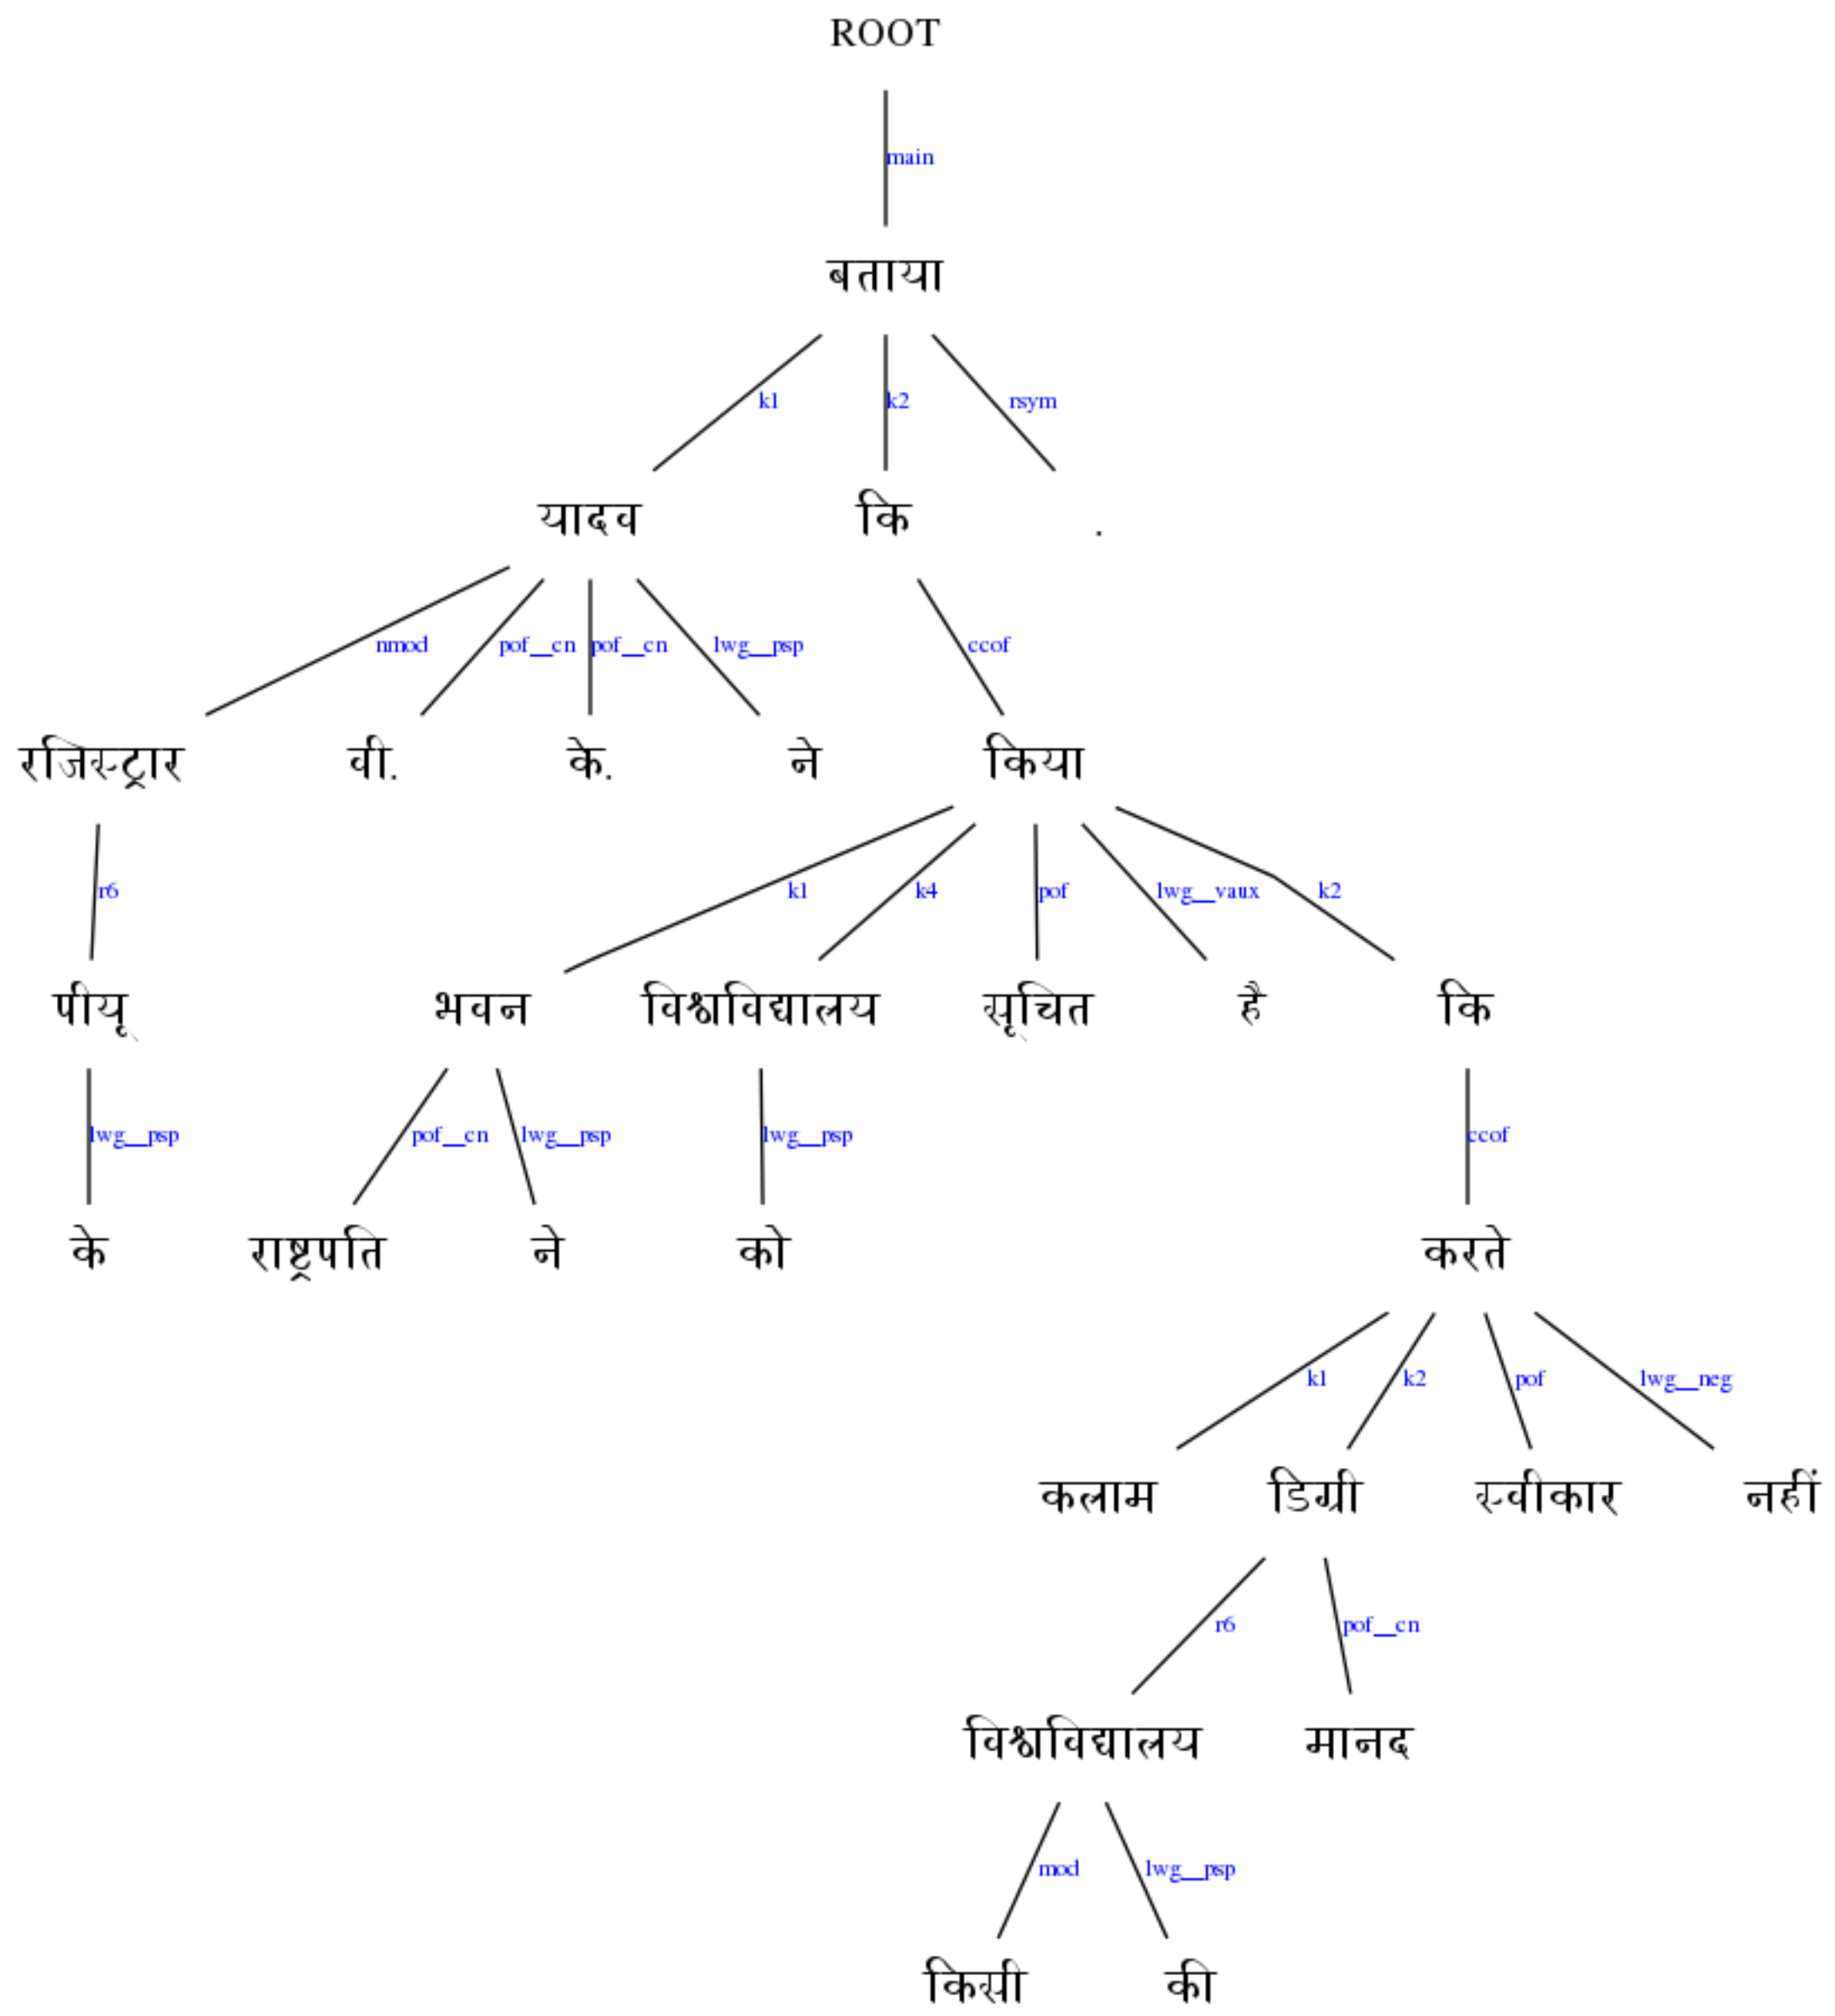 ROOT
main
बताया
k1 k2 rsym
यादव कि .
nmod pof__cn pof__cn lwg__psp ccof
रजिस्ट्रार वी. के. ने किया
r6 k1 k4 pof lwg__vaux k2
पीयू भवन विश्वविद्यालय सूचित है कि
lwg__psp pof__cn lwg__psp lwg__psp ccof
के राष्ट्रपति ने को करते
k1 k2 pof lwg__neg
कलाम डिग्री स्वीकार नहीं
r6 pof__cn
विश्वविद्यालय मानद
mod lwg__psp
किसी की